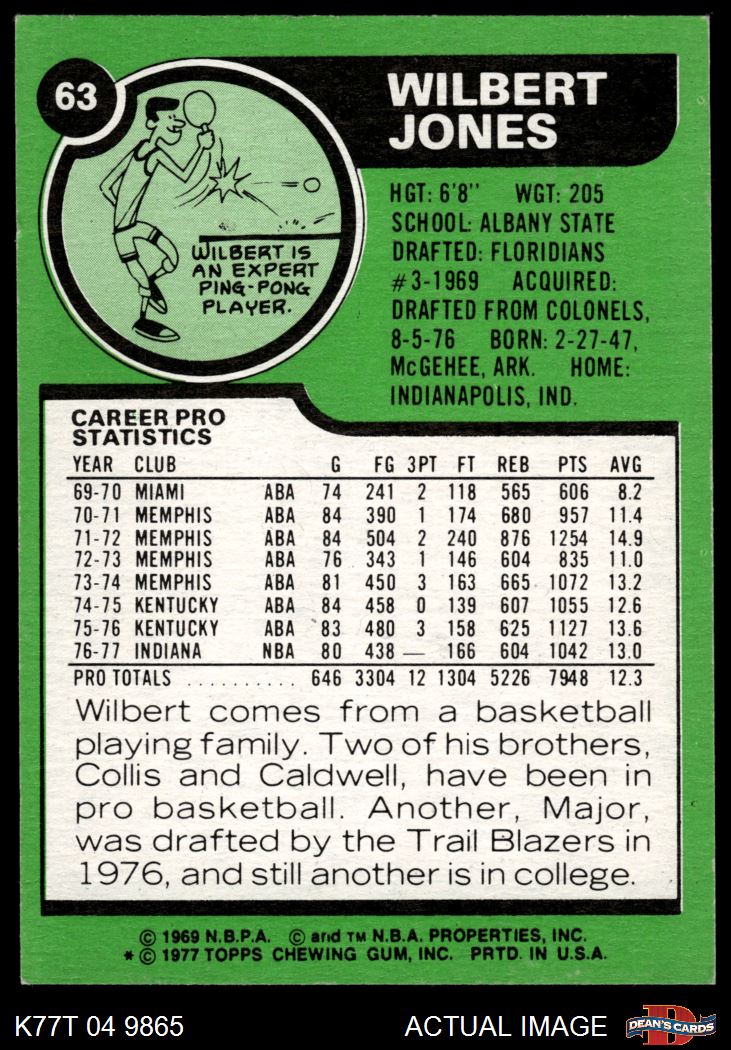 63
WILBERT
JONES
WILBERT IS
AN EXPERT
PING-PONG
PLAYER.
HGT: 6'8" WGT: 205
SCHOOL: ALBANY STATE
DRAFTED: FLORIDIANS
#3-1969 ACQUIRED:
DRAFTED FROM COLONELS,
8-5-76 BORN: 2-27-47,
McGEHEE, ARK. HOME:
INDIANAPOLIS, IND.
CAREER PRO
STATISTICS
YEAR CLUB G FG 3PT FT REB PTS AVG
69-70 MIAMI ABA 74 241 2 118 565 606 8.2
70-71 MEMPHIS ABA 84 390 1 174 680 957 11.4
71-72 MEMPHIS ABA 84 504 2 240 876 1254 14.9
72-73 MEMPHIS ABA 76 343 1 146 604 835 11.0
73-74 MEMPHIS ABA 81 450 3 163 665 1072 13.2
74-75 KENTUCKY ABA 84 458 0 139 607 1055 12.6
75-76 KENTUCKY ABA 83 480 3 158 625 1127 13.6
76-77 INDIANA NBA 80 438 — 166 604 1042 13.0
PRO TOTALS .......... 646 3304 12 1304 5226 7948 12.3
Wilbert comes from a basketball
playing family. Two of his brothers,
Collis and Caldwell, have been in
pro basketball. Another, Major,
was drafted by the Trail Blazers in
1976, and still another is in college.
© 1969 N.B.P.A. © and TM N.B.A. PROPERTIES, INC.
* © 1977 TOPPS CHEWING GUM, INC. PRTD. IN U.S.A.
K77T 04 9865 ACTUAL IMAGE D DEAN'S CARDS